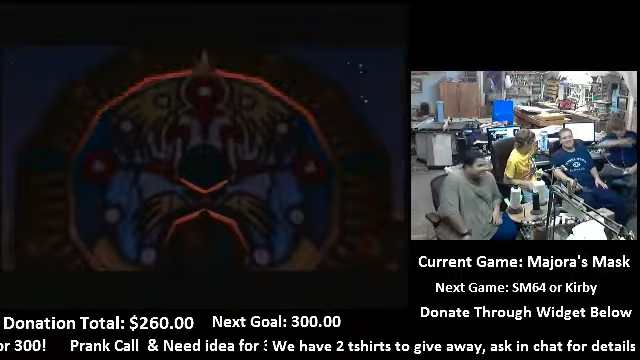 Current Game: Majora's Mask
Next Game: SM64 or Kirby
Donate Through Widget Below
Donation Total: $260.00 Next Goal: 300.00
or 300! Prank Call & Need idea for We have 2 tshirts to give away, ask in chat for details